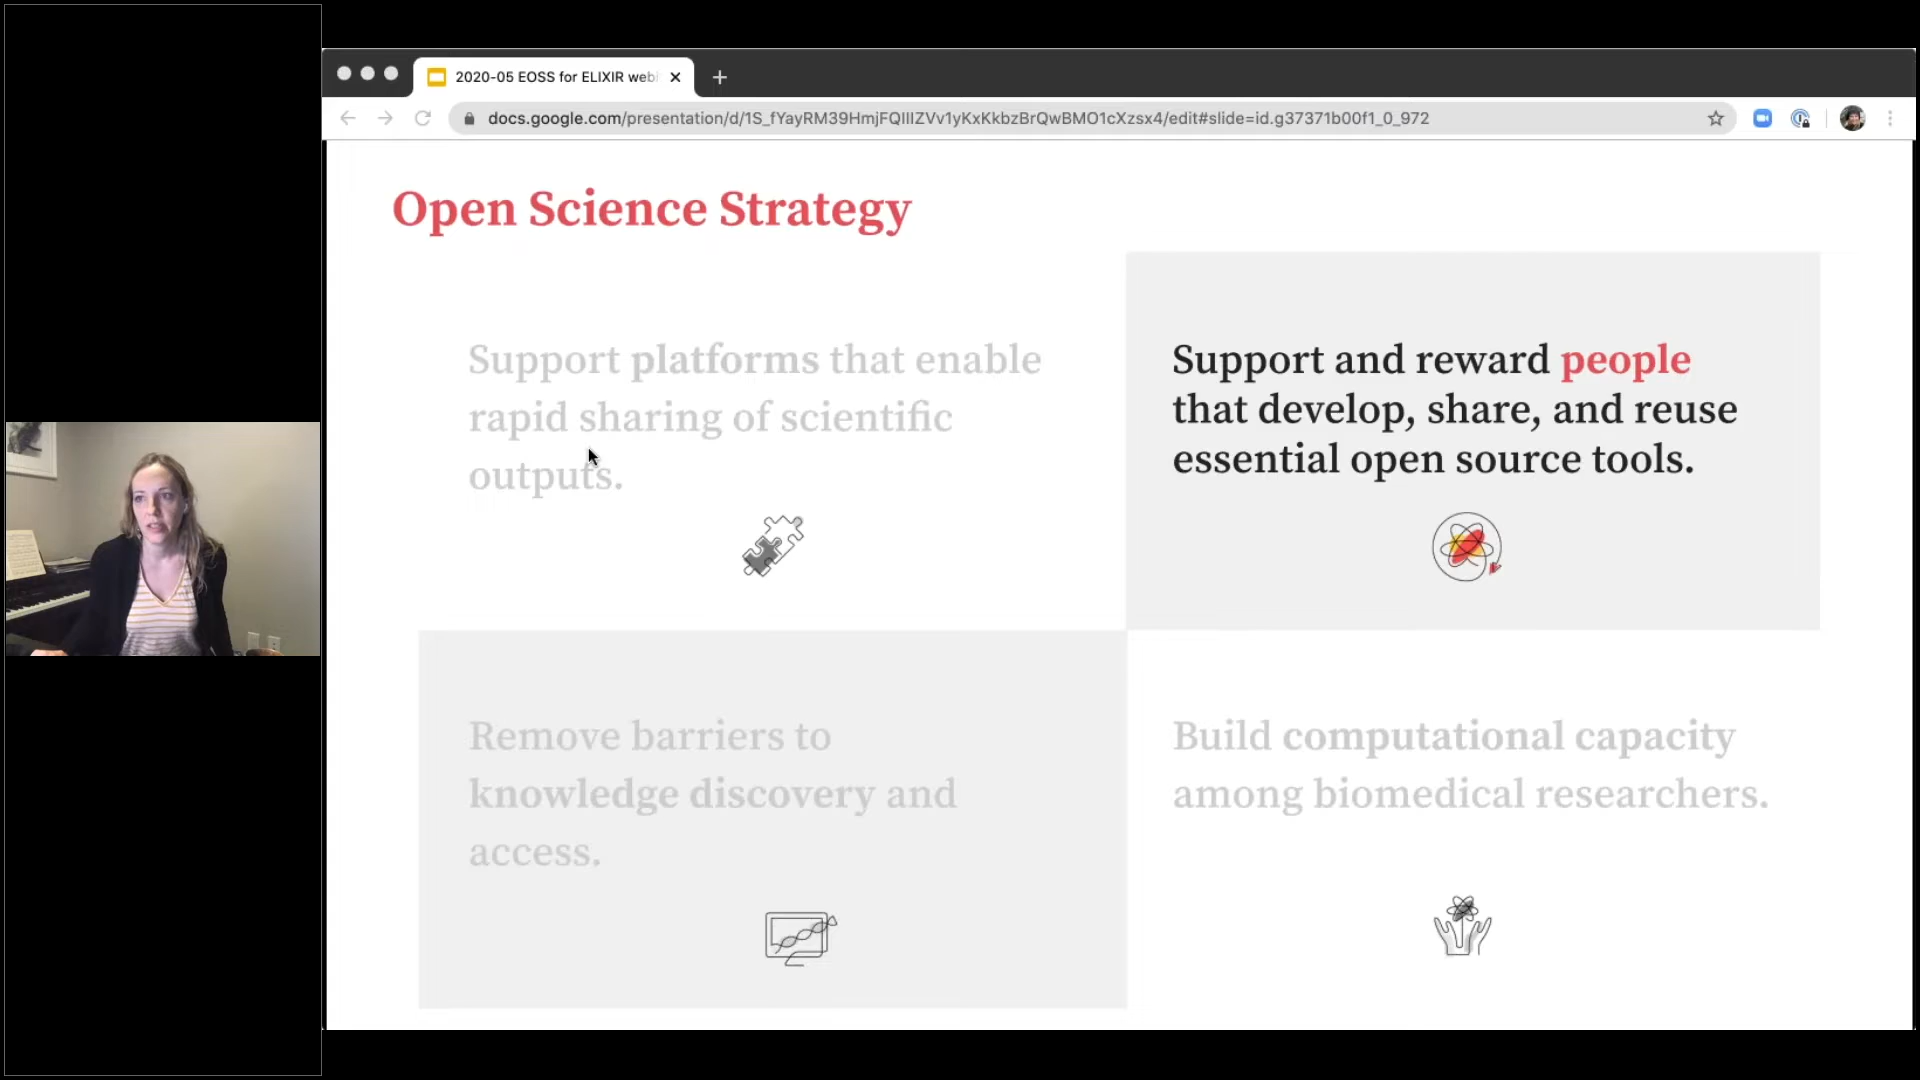 2020-05 EOSS for ELIXIR web
docs.google.com/presentation/d/1S_fYayRM39HmjFQIIIZVv1yKxKkbzBrQwBMO1cXzsx4/edit#slide=id.g37371b00f1_0_972
Open Science Strategy
Support platforms that enable
rapid sharing of scientific
outputs.
Support and reward people
that develop, share, and reuse
essential open source tools.
Remove barriers to
knowledge discovery and
access.
Build computational capacity
among biomedical researchers.